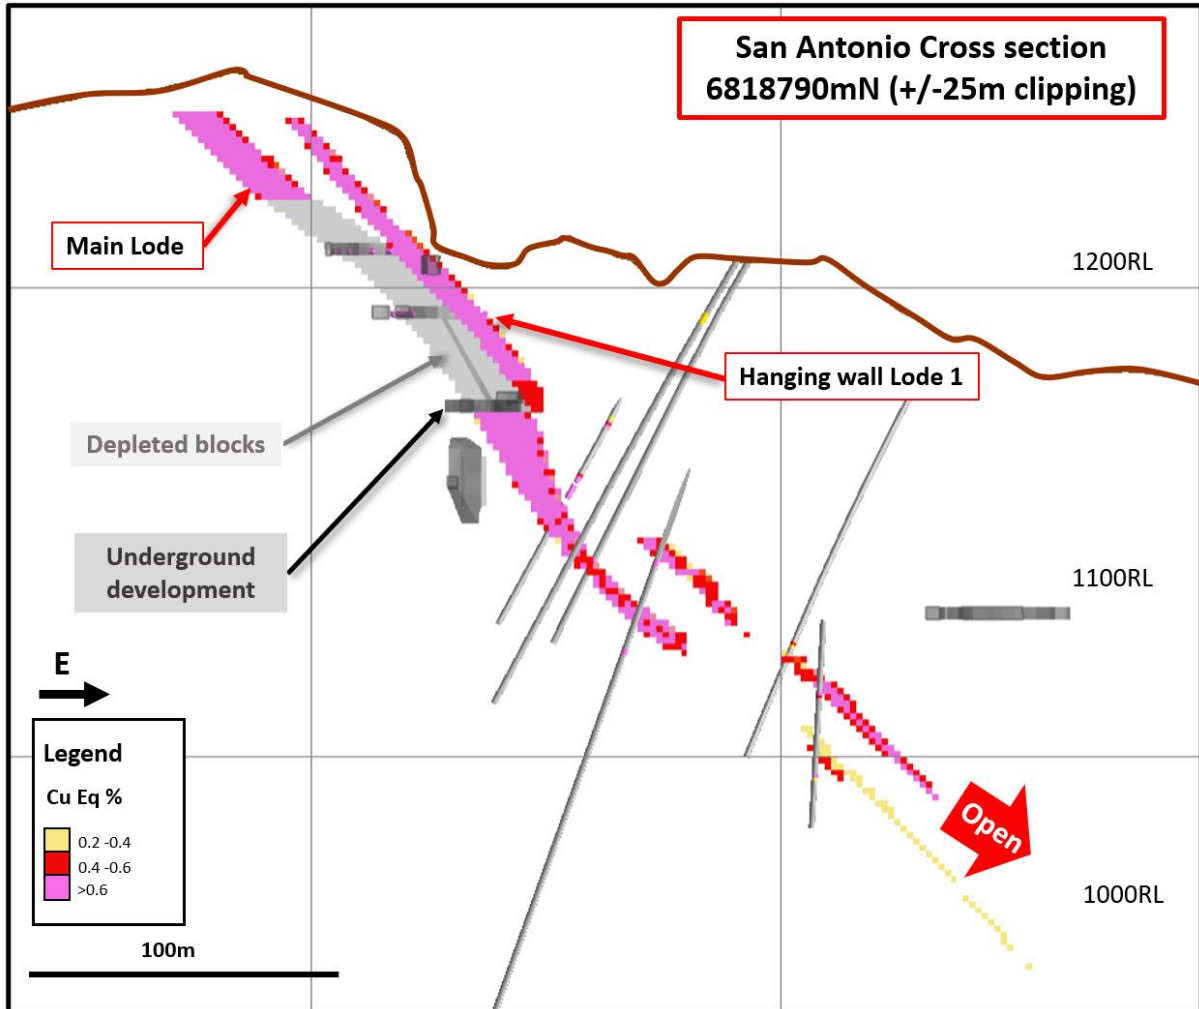 San Antonio Cross section
6818790mN (+/-25m clipping)
Main Lode
1200RL
Hanging wall Lode 1
Depleted blocks
Underground
development
1100RL
E
Legend
Cu Eq %
0.2 -0.4
0.4 -0.6
>0.6
Open
1000RL
100m